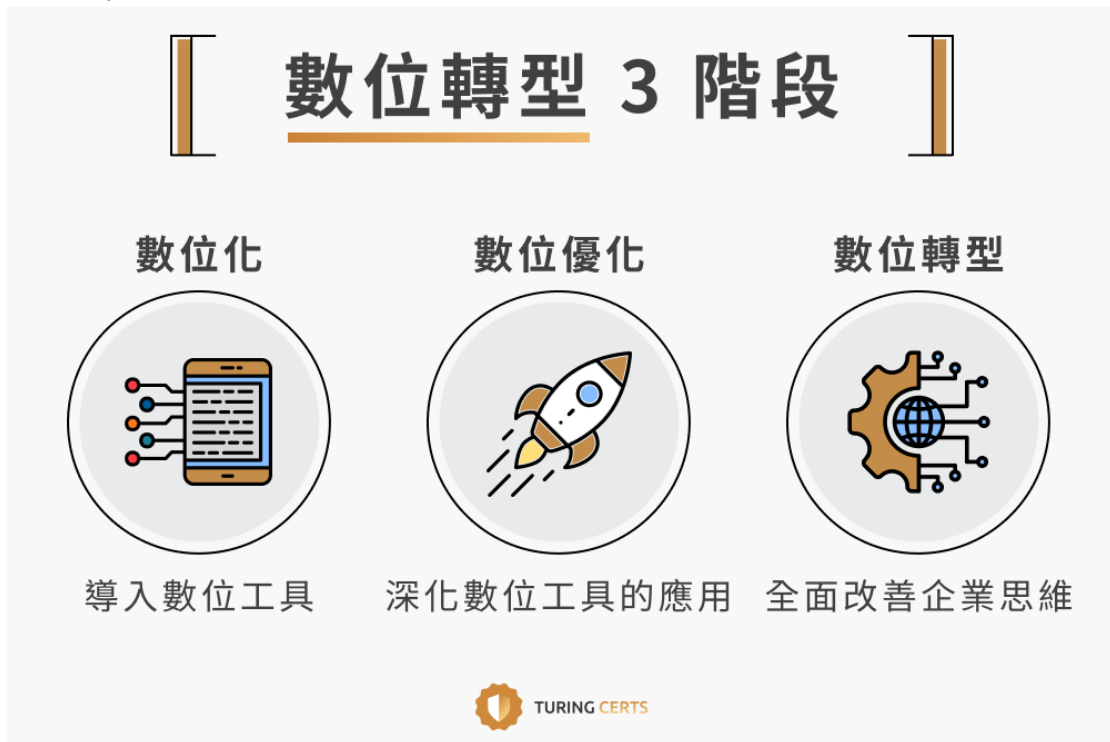 數位轉型 3 階段
數位化
數位優化
數位轉型
導入數位工具
深化數位工具的應用
全面改善企業思維
TURING CERTS